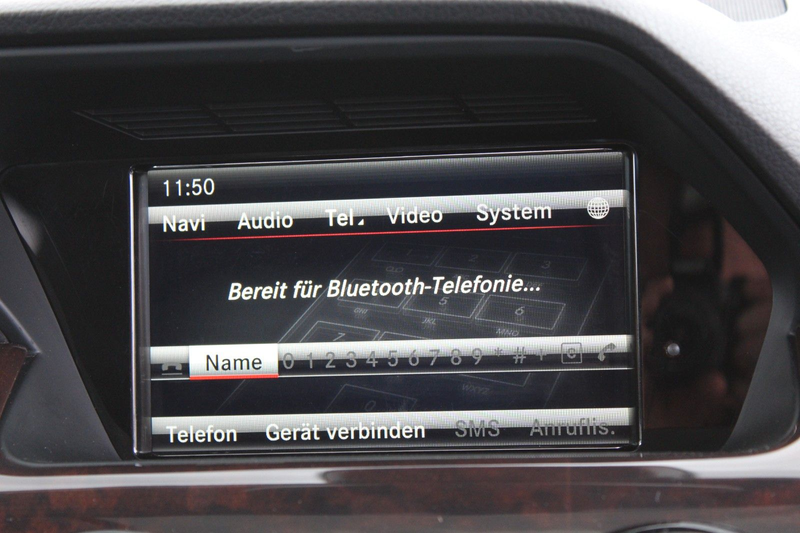 11:50
Navi Audio Tel Video System
Bereit für Bluetooth-Telefonie...
Name 0 1 2 3 4 5 6 7 8 9 * # + C
Telefon Gerät verbinden SMS Anruflis.